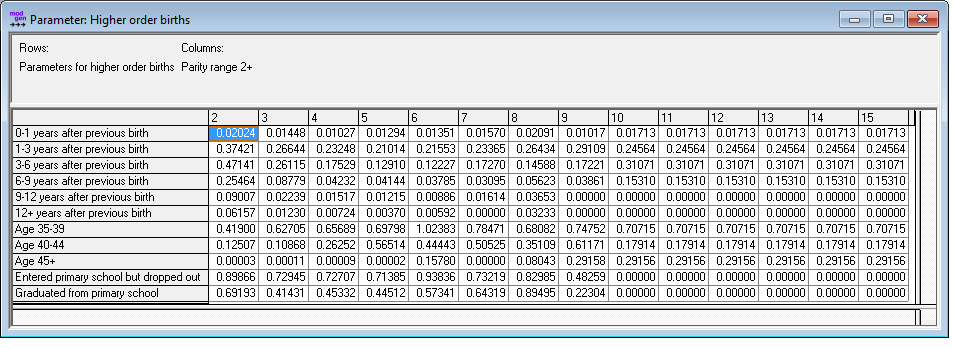 mod
gen
Parameter: Higher order births
Rows: Columns:
Parameters for higher order births Parity range 2+
2 3 4 5 6 7 8 9 10 11 12 13 14 15
0-1 years after previous birth 0.02024 0.01448 0.01027 0.01294 0.01351 0.01570 0.02091 0.01017 0.01713 0.01713 0.01713 0.01713 0.01713 0.01713
1-3 years after previous birth 0.37421 0.26644 0.23248 0.21014 0.21553 0.23365 0.26434 0.29109 0.24564 0.24564 0.24564 0.24564 0.24564 0.24564
3-6 years after previous birth 0.47141 0.26115 0.17529 0.12910 0.12227 0.17270 0.14588 0.17221 0.31071 0.31071 0.31071 0.31071 0.31071 0.31071
6-9 years after previous birth 0.25464 0.08779 0.04232 0.04144 0.03785 0.03095 0.05623 0.03861 0.15310 0.15310 0.15310 0.15310 0.15310 0.15310
9-12 years after previous birth 0.09007 0.02239 0.01517 0.01215 0.00886 0.01614 0.03653 0.00000 0.00000 0.00000 0.00000 0.00000 0.00000 0.00000
12+ years after previous birth 0.06157 0.01230 0.00724 0.00370 0.00592 0.00000 0.03233 0.00000 0.00000 0.00000 0.00000 0.00000 0.00000 0.00000
Age 35-39 0.41900 0.62705 0.65689 0.69798 1.02383 0.78471 0.68082 0.74752 0.70715 0.70715 0.70715 0.70715 0.70715 0.70715
Age 40-44 0.12507 0.10868 0.26252 0.56514 0.44443 0.50525 0.35109 0.61171 0.17914 0.17914 0.17914 0.17914 0.17914 0.17914
Age 45+ 0.00003 0.00011 0.00009 0.00002 0.15780 0.00000 0.08043 0.29158 0.29156 0.29156 0.29156 0.29156 0.29156 0.29156
Entered primary school but dropped out 0.89866 0.72945 0.72707 0.71385 0.93836 0.73219 0.82985 0.48259 0.00000 0.00000 0.00000 0.00000 0.00000 0.00000
Graduated from primary school 0.69193 0.41431 0.45332 0.44512 0.57341 0.64319 0.89495 0.22304 0.00000 0.00000 0.00000 0.00000 0.00000 0.00000